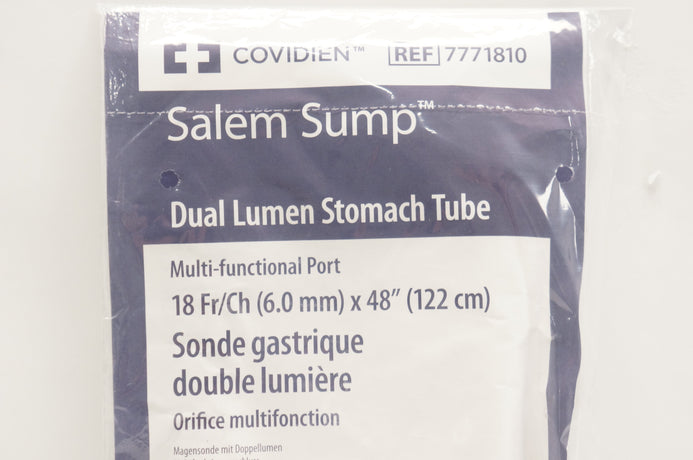 COVIDIEN™ REF 7771810
Salem Sump™
Dual Lumen Stomach Tube
Multi-functional Port
18 Fr/Ch (6.0 mm) x 48” (122 cm)
Sonde gastrique
double lumière
Orifice multifonction
Magensonde mit Doppellumen